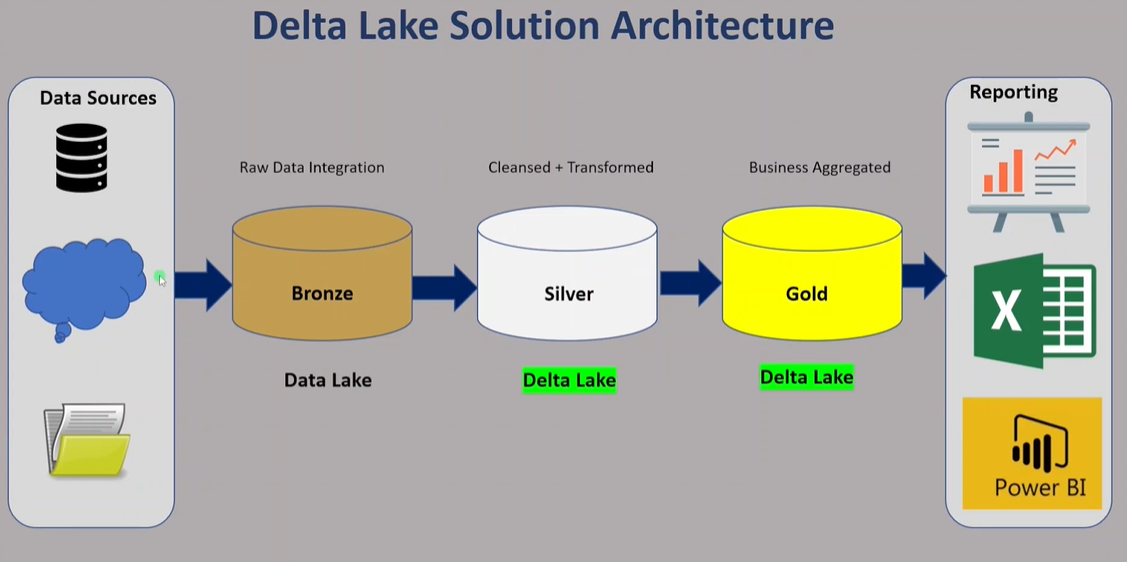 Delta Lake Solution Architecture
Data Sources
Reporting
Raw Data Integration
Cleansed + Transformed
Business Aggregated
Bronze
Silver
Gold
X
Data Lake
Delta Lake
Delta Lake
Power BI